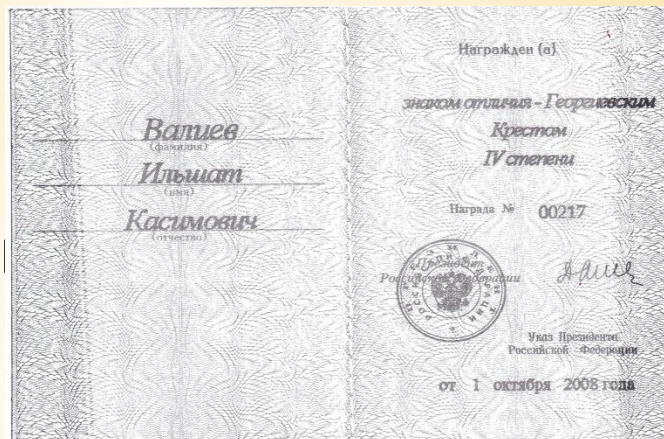 Валиев
(фамилия)
Ильшат
(имя)
Касимович
(отчество)
Награжден (а)
знаком отличия - Георгиевским
Крестом
IV степени
Награда № 00217
Президент
Российской Федерации
Указ Президента
Российской Федерации
от 1 октября 2008 года